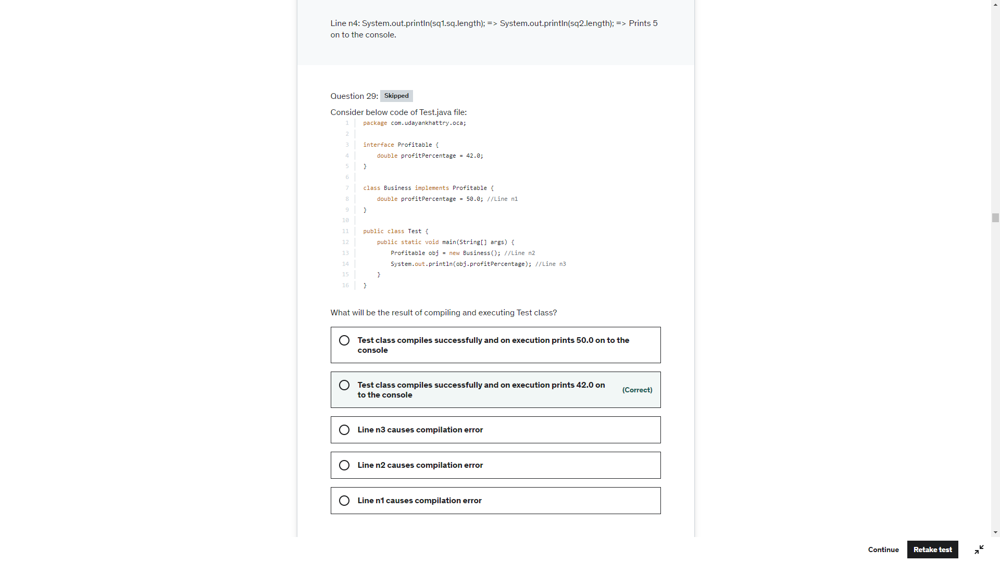 Line n4: System.out.println(sq1.sq.length); => System.out.println(sq2.length); => Prints 5
on to the console.
Question 29: Skipped
Consider below code of Test.java file:
1 package com.udayankhattry.oca;
2
3 interface Profitable {
4 double profitPercentage = 42.0;
5 }
6
7 class Business implements Profitable {
8 double profitPercentage = 50.0; //Line n1
9 }
10
11 public class Test {
12 public static void main(String[] args) {
13 Profitable obj = new Business(); //Line n2
14 System.out.println(obj.profitPercentage); //Line n3
15 }
16 }
What will be the result of compiling and executing Test class?
Test class compiles successfully and on execution prints 50.0 on to the
console
Test class compiles successfully and on execution prints 42.0 on
to the console
(Correct)
Line n3 causes compilation error
Line n2 causes compilation error
Line n1 causes compilation error
Continue Retake test